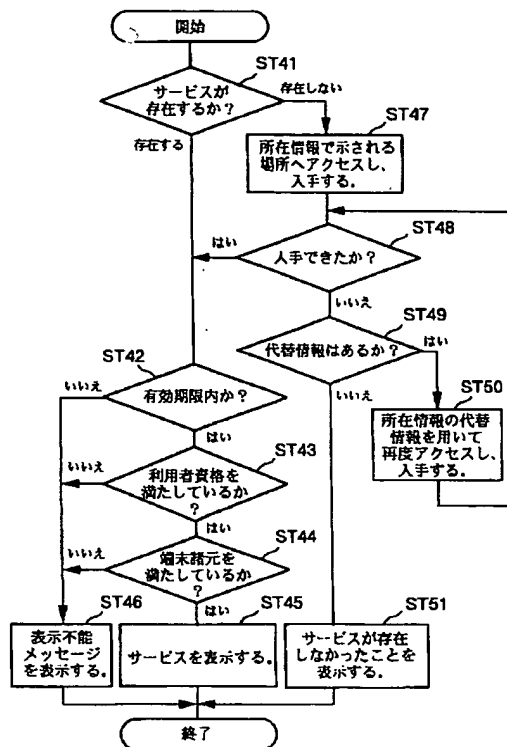 開始
ST41
サービスが
存在するか？
存在しない
存在する
ST47
所在情報で示される
場所へアクセスし、
入手する。
ST48
入手できたか？
はい
いいえ
ST49
代替情報はあるか？
はい
いいえ
ST50
所在情報の代替
情報を用いて
再度アクセスし、
入手する。
ST42
有効期限内か？
いいえ
はい
ST43
利用者資格を
満たしているか
？
いいえ
はい
ST44
端末諸元を
満たしているか
？
いいえ
はい
ST46
表示不能
メッセージ
を表示する。
ST45
サービスを表示する。
ST51
サービスが存在
しなかったことを
表示する。
終了